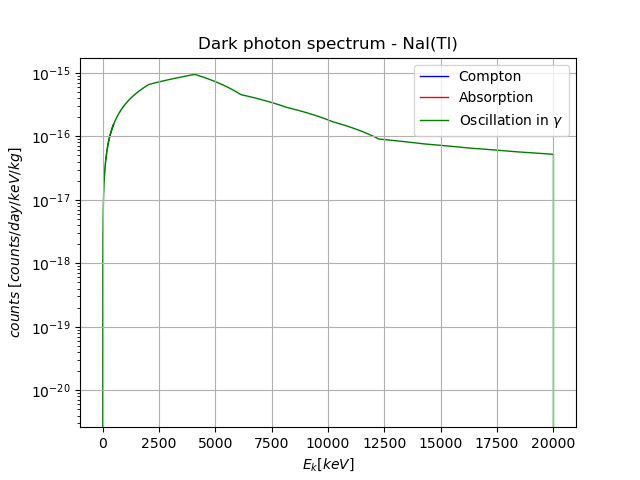 Dark photon spectrum - NaI(Tl)
Compton
Absorption
Oscillation in γ
counts [counts/day/keV/kg]
10⁻¹⁵
10⁻¹⁶
10⁻¹⁷
10⁻¹⁸
10⁻¹⁹
10⁻²⁰
0 2500 5000 7500 10000 12500 15000 17500 20000
E_k[keV]